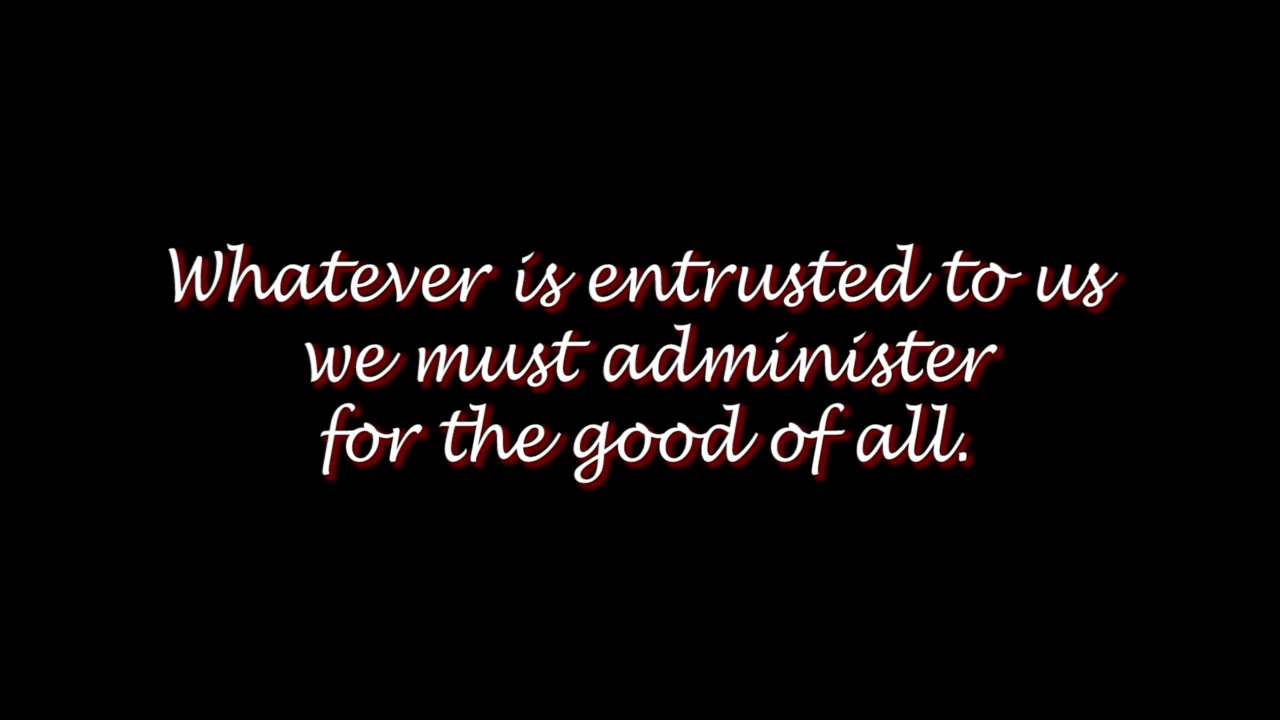 Whatever is entrusted to us
we must administer
for the good of all.